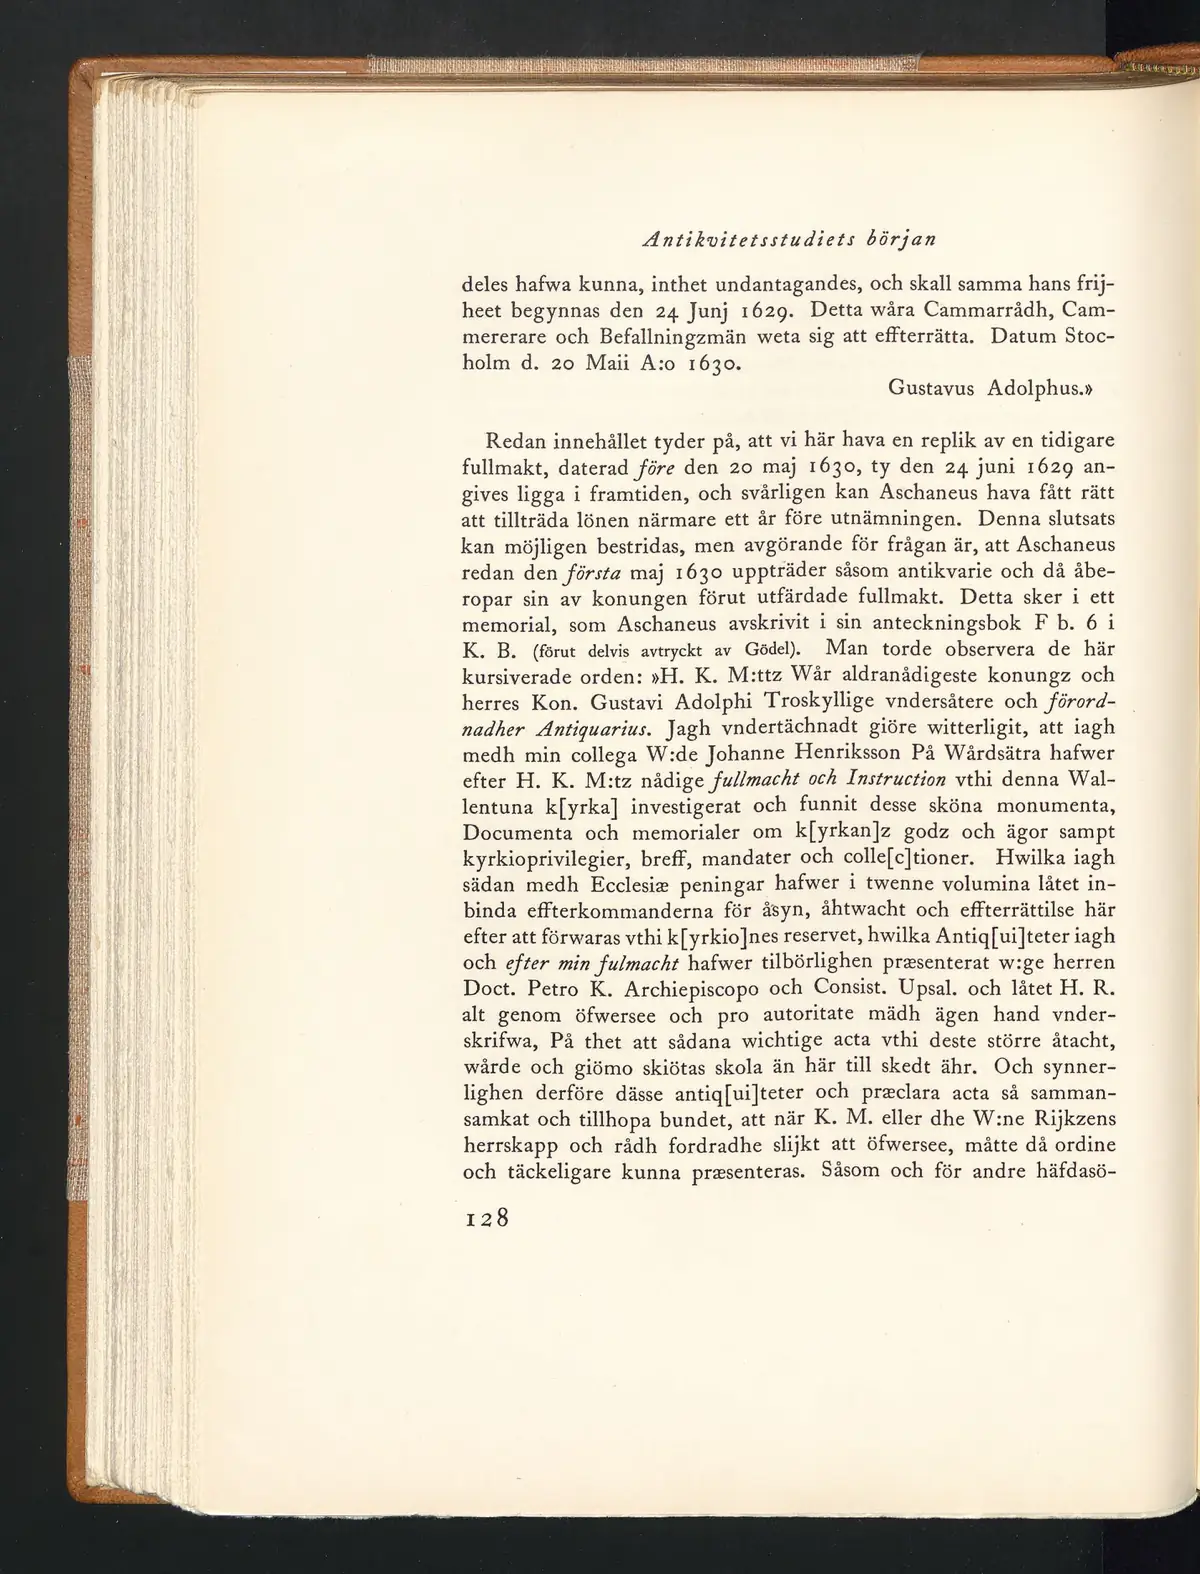 Antikvitetsstudiets början
deles hafwa kunna, inthet undantagandes, och skall samma hans frij-
heet begynnas den 24 Junj 1629. Detta wåra Cammarrådh, Cam-
mererare och Befallningzmän weta sig att effterrätta. Datum Stoc-
holm d. 20 Maii A:o 1630.
Gustavus Adolphus.»
Redan innehållet tyder på, att vi här hava en replik av en tidigare
fullmakt, daterad före den 20 maj 1630, ty den 24 juni 1629 an-
gives ligga i framtiden, och svårligen kan Aschaneus hava fått rätt
att tillträda lönen närmare ett år före utnämningen. Denna slutsats
kan möjligen bestridas, men avgörande för frågan är, att Aschaneus
redan den första maj 1630 uppträder såsom antikvarie och då åbe-
ropar sin av konungen förut utfärdade fullmakt. Detta sker i ett
memorial, som Aschaneus avskrivit i sin anteckningsbok F b. 6 i
K. B. (förut delvis avtryckt av Gödel). Man torde observera de här
kursiverade orden: »H. K. M:ttz Wår aldranådigeste konungz och
herres Kon. Gustavi Adolphi Troskyllige vndersåtere och förord-
nadher Antiquarius. Jagh vndertächnadt giöre witterligit, att iagh
medh min collega W:de Johanne Henriksson På Wårdsätra hafwer
efter H. K. M:tz nådige fullmacht och Instruction vthi denna Wal-
lentuna k[yrka] investigerat och funnit desse sköna monumenta,
Documenta och memorialer om k[yrkan]z godz och ägor sampt
kyrkioprivilegier, breff, mandater och colle[c]tioner. Hwilka iagh
sädan medh Ecclesiæ peningar hafwer i twenne volumina låtet in-
binda effterkommanderna för åsyn, åhtwacht och effterrättilse här
efter att förwaras vthi k[yrkio]nes reservet, hwilka Antiq[ui]teter iagh
och efter min fulmacht hafwer tilbörlighen præsenterat w:ge herren
Doct. Petro K. Archiepiscopo och Consist. Upsal. och låtet H. R.
alt genom öfwersee och pro autoritate mädh ägen hand vnder-
skrifwa, På thet att sådana wichtige acta vthi deste större åtacht,
wårde och giömo skiötas skola än här till skedt ähr. Och synner-
lighen derföre dässe antiq[ui]teter och præclara acta så samman-
samkat och tillhopa bundet, att när K. M. eller dhe W:ne Rijkzens
herrskapp och rådh fordradhe slijkt att öfwersee, måtte då ordine
och täckeligare kunna præsenteras. Såsom och för andre häfdasö-
128